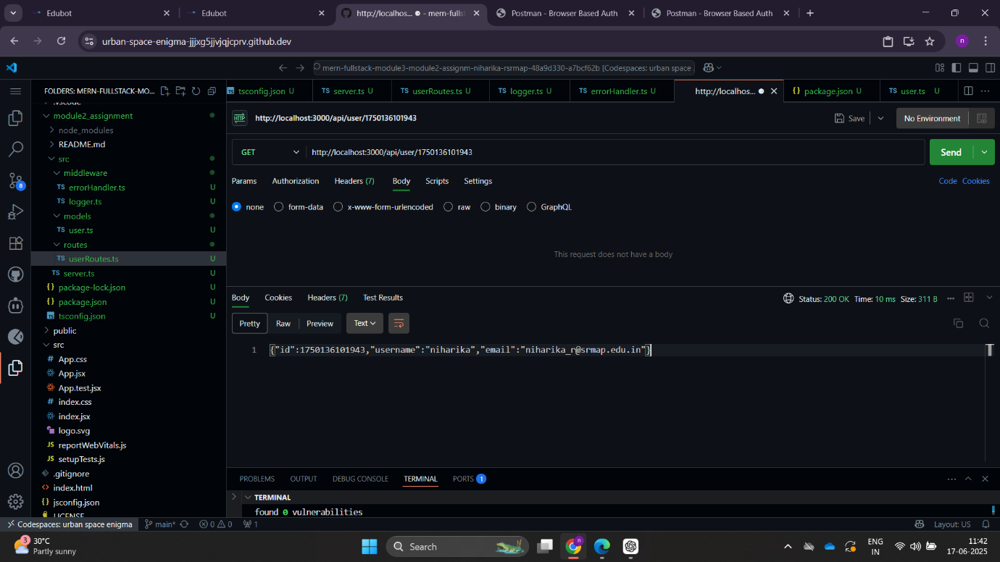 Edubot
Edubot
http://localhos... ● - mern-fullst
Postman - Browser Based Auth
Postman - Browser Based Auth
urban-space-enigma-jjjxg5jjvjqjcprv.github.dev
n
mern-fullstack-module3-module2-assignm-niharika-rsrmap-48a9d330-a7bcf62b [Codespaces: urban space
FOLDERS: MERN-FULLSTACK-MO...
TS tsconfig.json U
TS server.ts U
TS userRoutes.ts U
TS logger.ts U
TS errorHandler.ts U
http://localhos... ●
{} package.json U
TS user.ts U
.vscode
module2_assignment
node_modules
README.md
src
middleware
TS errorHandler.ts U
TS logger.ts U
models
TS user.ts U
routes
TS userRoutes.ts U
TS server.ts U
{} package-lock.json U
{} package.json U
TS tsconfig.json U
public
src
# App.css
App.jsx
App.test.jsx
# index.css
index.jsx
logo.svg
JS reportWebVitals.js
JS setupTests.js
.gitignore
<> index.html
{} jsconfig.json
LICENSE
8
HTTP http://localhost:3000/api/user/1750136101943
Save
No Environment
GET
http://localhost:3000/api/user/1750136101943
Send
Params Authorization Headers (7) Body Scripts Settings
Code Cookies
none form-data x-www-form-urlencoded raw binary GraphQL
This request does not have a body
Body Cookies Headers (7) Test Results
Status: 200 OK Time: 10 ms Size: 311 B
Pretty Raw Preview Text
1 {"id":1750136101943,"username":"niharika","email":"niharika_r@srmap.edu.in"}
PROBLEMS OUTPUT DEBUG CONSOLE TERMINAL PORTS 1
TERMINAL
found 0 vulnerabilities
Codespaces: urban space enigma main* 0 0 1
Layout: US
3
30°C
Partly sunny
Search
n
ENG
IN
11:42
17-06-2025